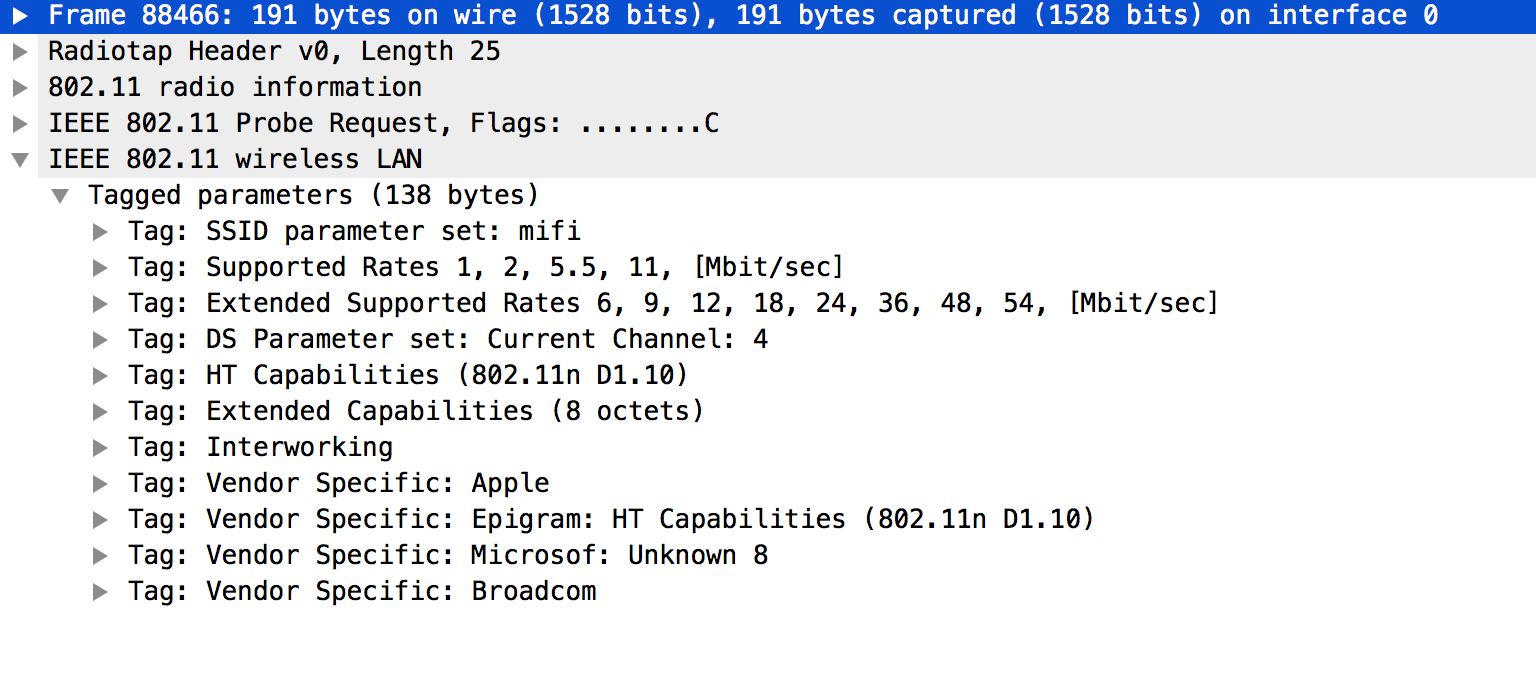 Frame 88466: 191 bytes on wire (1528 bits), 191 bytes captured (1528 bits) on interface 0
Radiotap Header v0, Length 25
802.11 radio information
IEEE 802.11 Probe Request, Flags: ........C
IEEE 802.11 wireless LAN
Tagged parameters (138 bytes)
Tag: SSID parameter set: mifi
Tag: Supported Rates 1, 2, 5.5, 11, [Mbit/sec]
Tag: Extended Supported Rates 6, 9, 12, 18, 24, 36, 48, 54, [Mbit/sec]
Tag: DS Parameter set: Current Channel: 4
Tag: HT Capabilities (802.11n D1.10)
Tag: Extended Capabilities (8 octets)
Tag: Interworking
Tag: Vendor Specific: Apple
Tag: Vendor Specific: Epigram: HT Capabilities (802.11n D1.10)
Tag: Vendor Specific: Microsof: Unknown 8
Tag: Vendor Specific: Broadcom